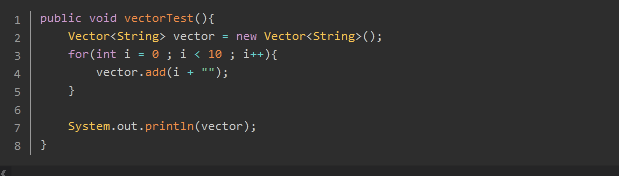 1 public void vectorTest(){
2     Vector<String> vector = new Vector<String>();
3     for(int i = 0 ; i < 10 ; i++){
4         vector.add(i + "");
5     }
6
7     System.out.println(vector);
8 }